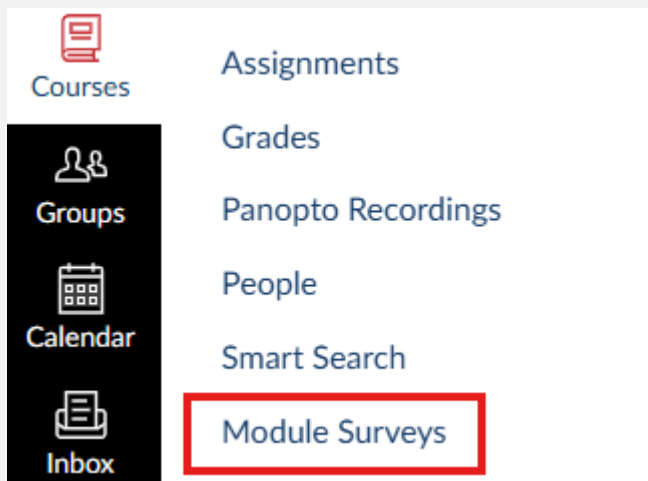 Courses
Groups
Calendar
Inbox
Assignments
Grades
Panopto Recordings
People
Smart Search
Module Surveys